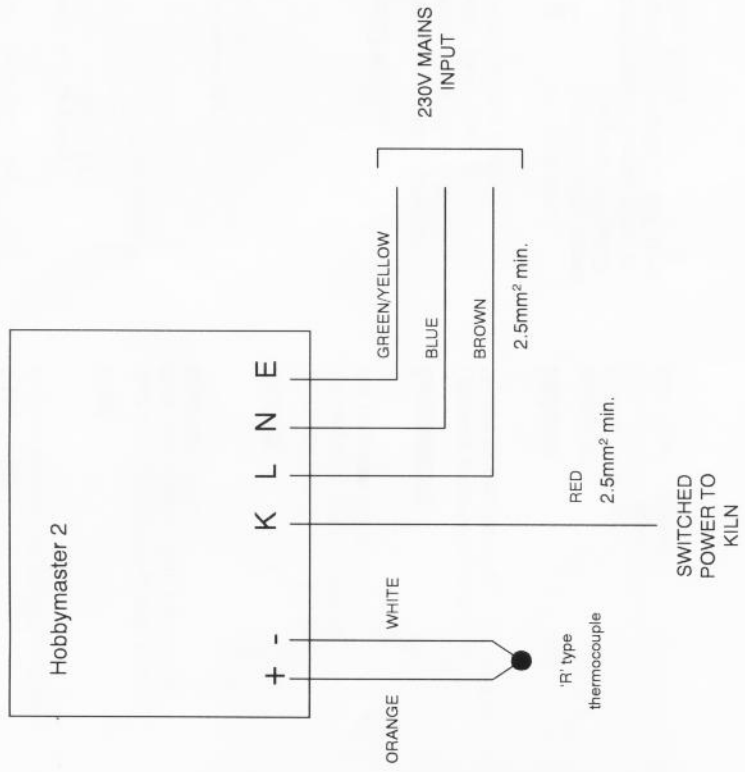 Hobbymaster 2
+ - K L N E
ORANGE
WHITE
'R' type
thermocouple
RED
2.5mm² min.
SWITCHED
POWER TO
KILN
GREEN/YELLOW
BLUE
BROWN
2.5mm² min.
230V MAINS
INPUT